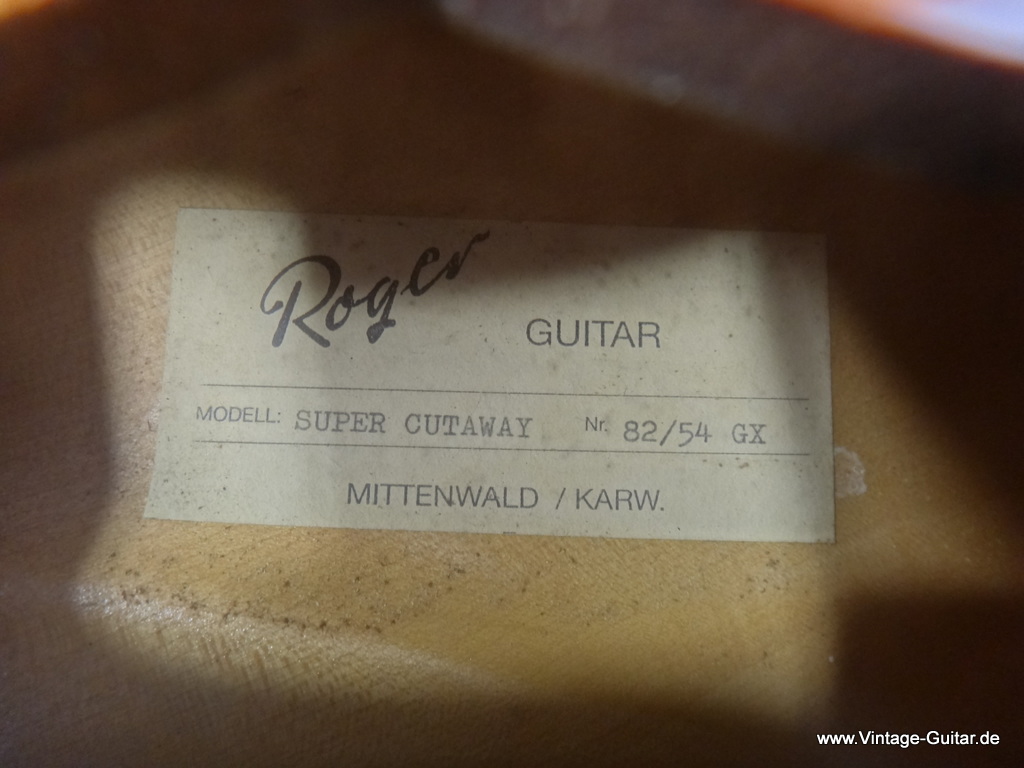 Roger GUITAR
MODELL: SUPER CUTAWAY Nr. 82/54 GX
MITTENWALD / KARW.
www.Vintage-Guitar.de